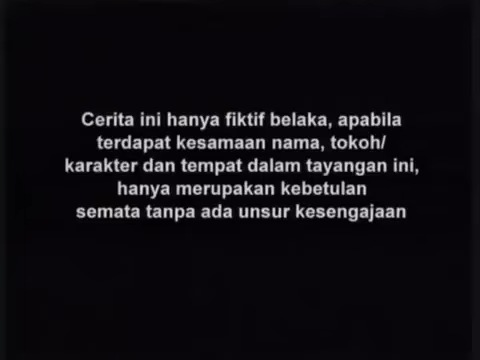 Cerita ini hanya fiktif belaka, apabila
terdapat kesamaan nama, tokoh/
karakter dan tempat dalam tayangan ini,
hanya merupakan kebetulan
semata tanpa ada unsur kesengajaan